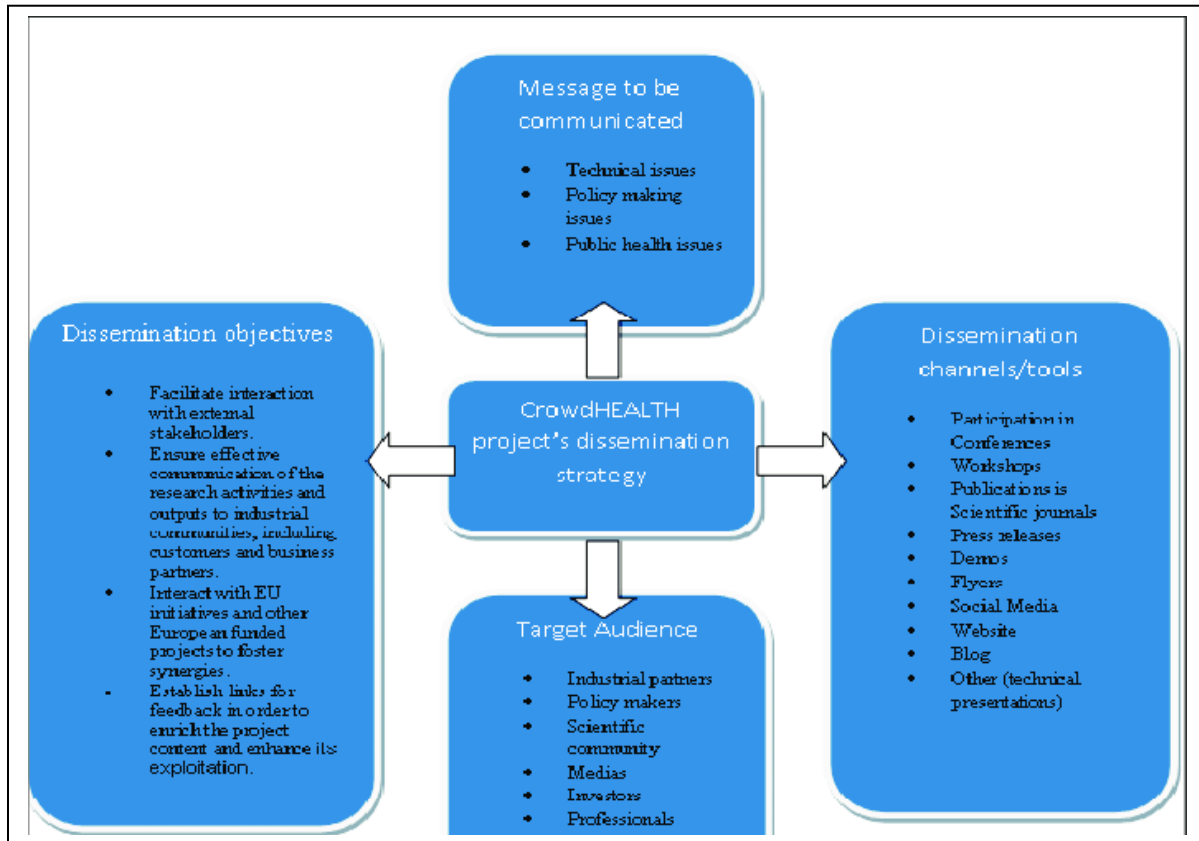 Message to be
communicated
• Technical issues
• Policy making
issues
• Public health issues
Dissemination objectives
• Facilitate interaction
with external
stakeholders.
• Ensure effective
communication of the
research activities and
outputs to industrial
communities, including
customers and business
partners.
• Interact with EU
initiatives and other
European funded
projects to foster
synergies.
- Establish links for
feedback in order to
enrich the project
content and enhance its
exploitation.
CrowdHEALTH
project's dissemination
strategy
Dissemination
channels/tools
• Participation in
Conferences
• Workshops
• Publications is
Scientific journals
• Press releases
• Demos
• Flyers
• Social Media
• Website
• Blog
• Other (technical
presentations)
Target Audience
• Industrial partners
• Policy makers
• Scientific
community
• Medias
• Investors
• Professionals